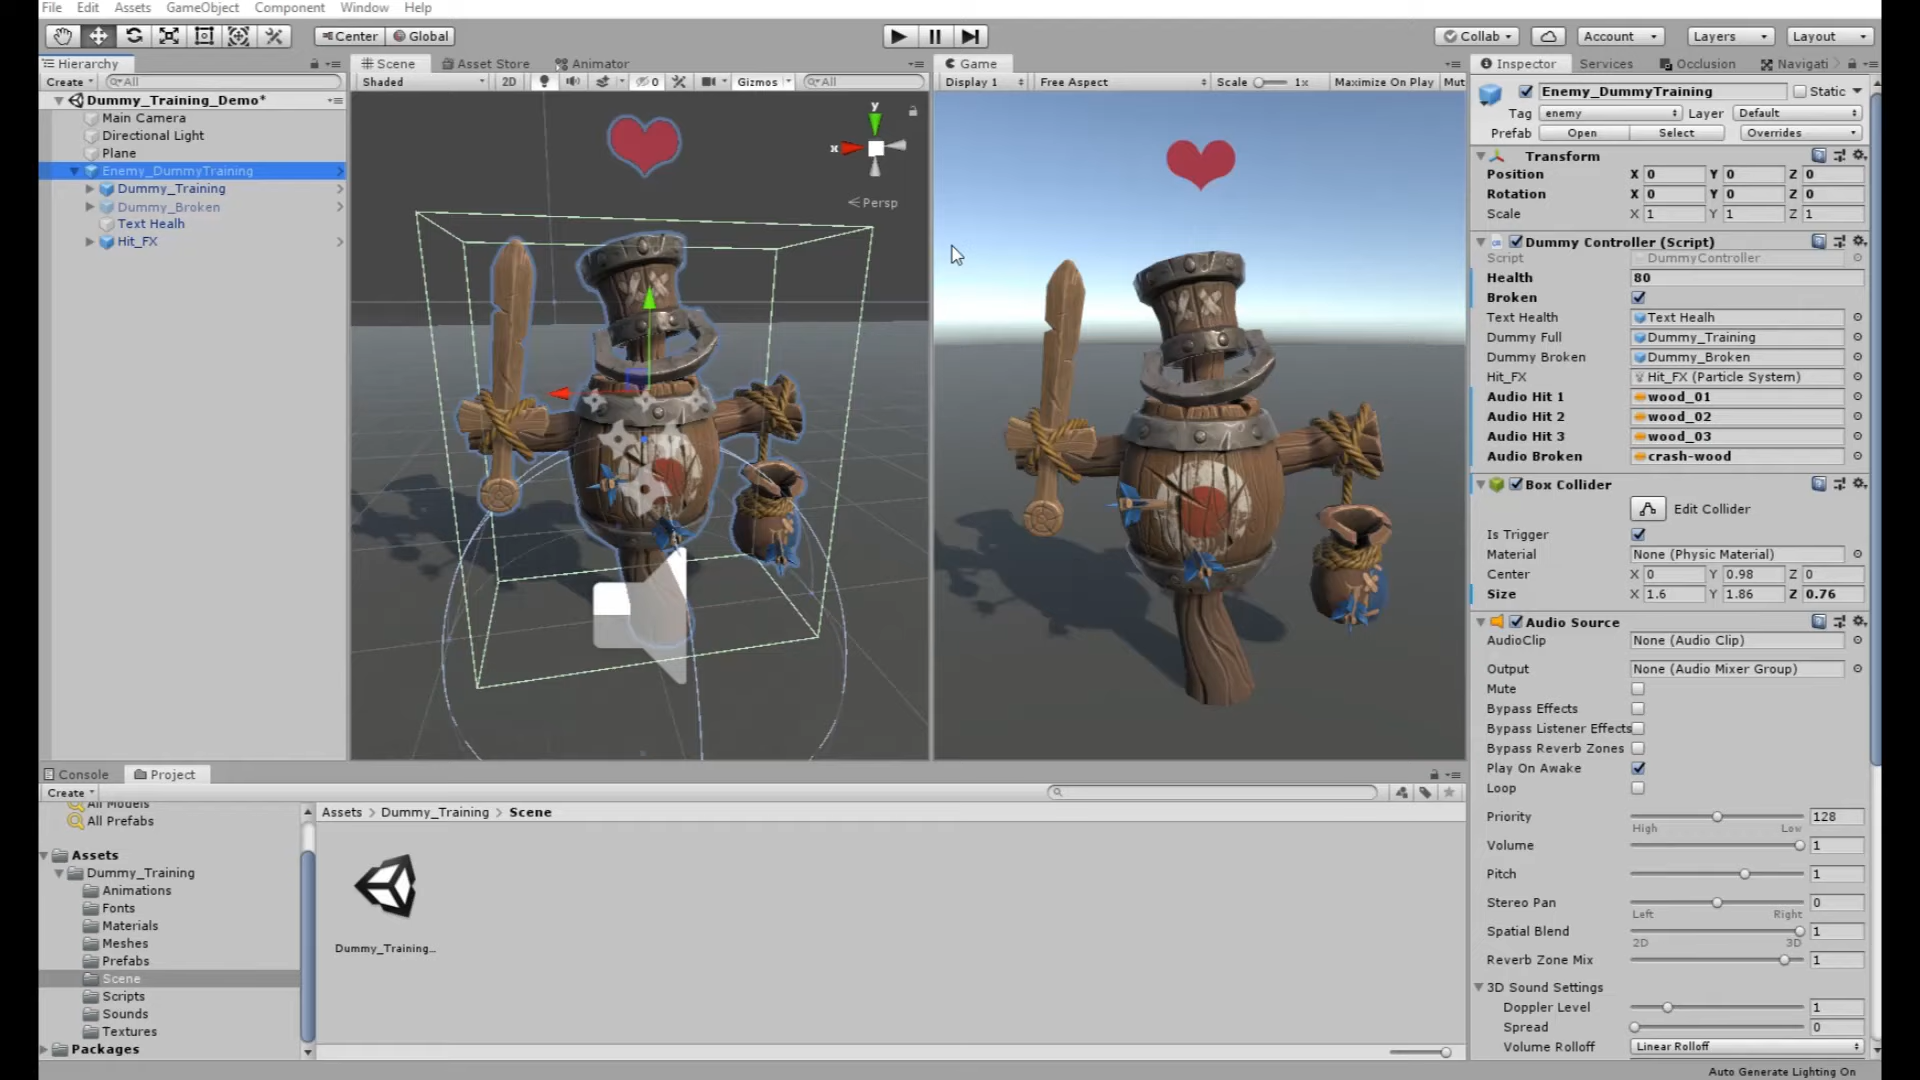 File Edit Assets GameObject Component Window Help
Center Global
Collab Account Layers Layout
Hierarchy
Create All
Dummy_Training_Demo*
Main Camera
Directional Light
Plane
Enemy_DummyTraining
Dummy_Training
Dummy_Broken
Text Healh
Hit_FX
Scene Asset Store Animator
Shaded 2D 0 Gizmos All
y
x
Persp
Game
Display 1 Free Aspect Scale 1x Maximize On Play Mut
Inspector Services Occlusion Navigati
Enemy_DummyTraining Static
Tag enemy Layer Default
Prefab Open Select Overrides
Transform
Position X 0 Y 0 Z 0
Rotation X 0 Y 0 Z 0
Scale X 1 Y 1 Z 1
Dummy Controller (Script)
Script DummyController
Health 80
Broken
Text Health Text Healh
Dummy Full Dummy_Training
Dummy Broken Dummy_Broken
Hit_FX Hit_FX (Particle System)
Audio Hit 1 wood_01
Audio Hit 2 wood_02
Audio Hit 3 wood_03
Audio Broken crash-wood
Box Collider
Edit Collider
Is Trigger
Material None (Physic Material)
Center X 0 Y 0.98 Z 0
Size X 1.6 Y 1.86 Z 0.76
Audio Source
AudioClip None (Audio Clip)
Output None (Audio Mixer Group)
Mute
Bypass Effects
Bypass Listener Effects
Bypass Reverb Zones
Play On Awake
Loop
Priority 128
High Low
Volume 1
Pitch 1
Stereo Pan 0
Left Right
Spatial Blend 1
2D 3D
Reverb Zone Mix 1
3D Sound Settings
Doppler Level 1
Spread 0
Volume Rolloff Linear Rolloff
Console Project
Create
All Models
All Prefabs
Assets
Dummy_Training
Animations
Fonts
Materials
Meshes
Prefabs
Scene
Scripts
Sounds
Textures
Packages
Assets > Dummy_Training > Scene
Dummy_Training...
Auto Generate Lighting On